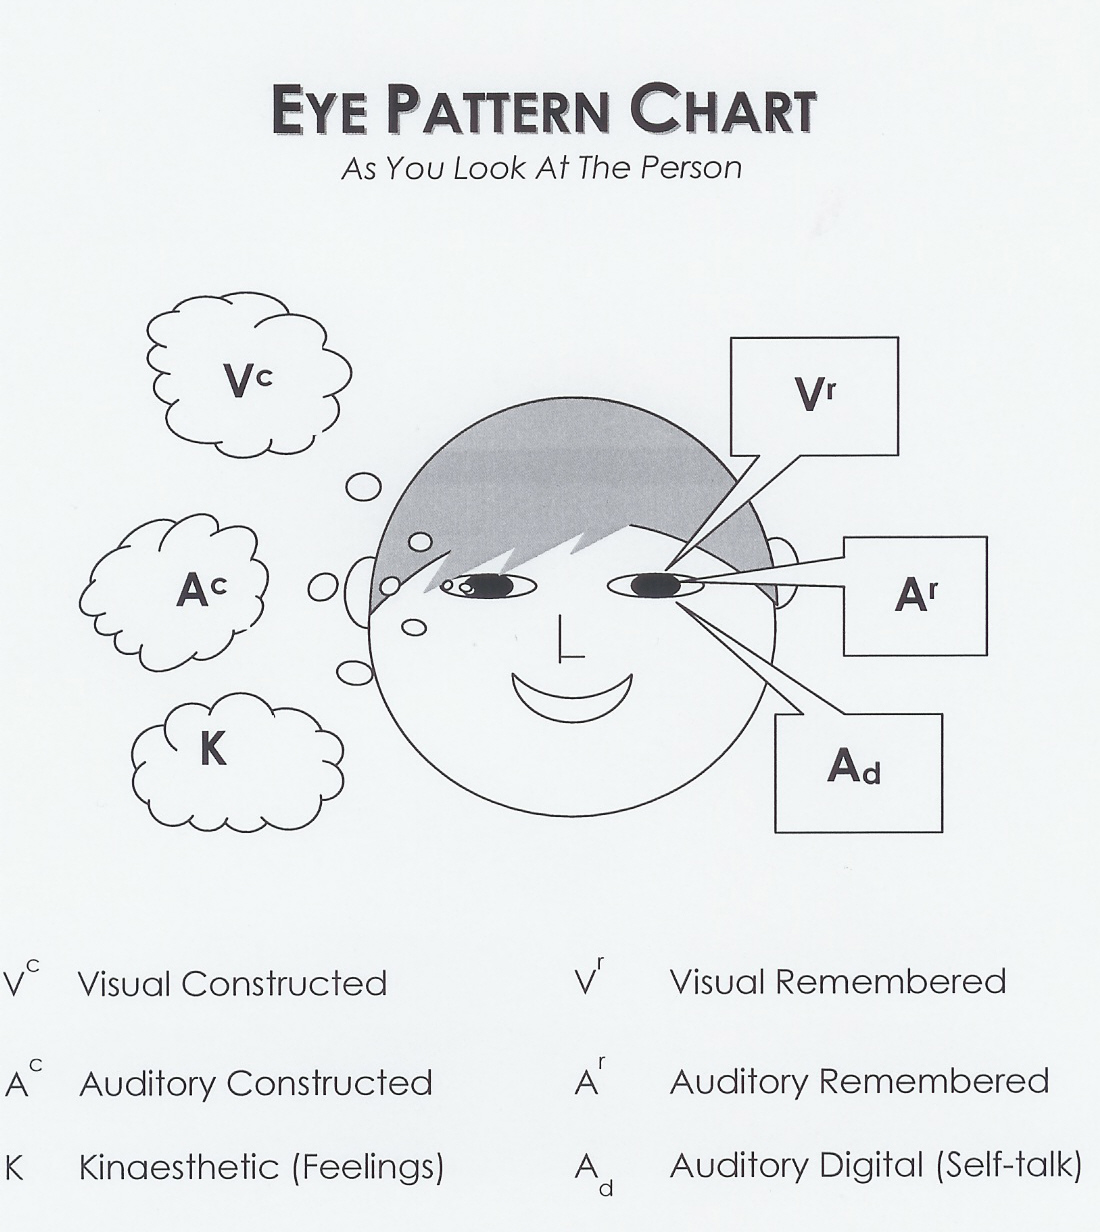 EYE PATTERN CHART
As You Look At The Person
Vc
Vr
Ac
Ar
K
Ad
Vc Visual Constructed
Vr Visual Remembered
Ac Auditory Constructed
Ar Auditory Remembered
K Kinaesthetic (Feelings)
Ad Auditory Digital (Self-talk)